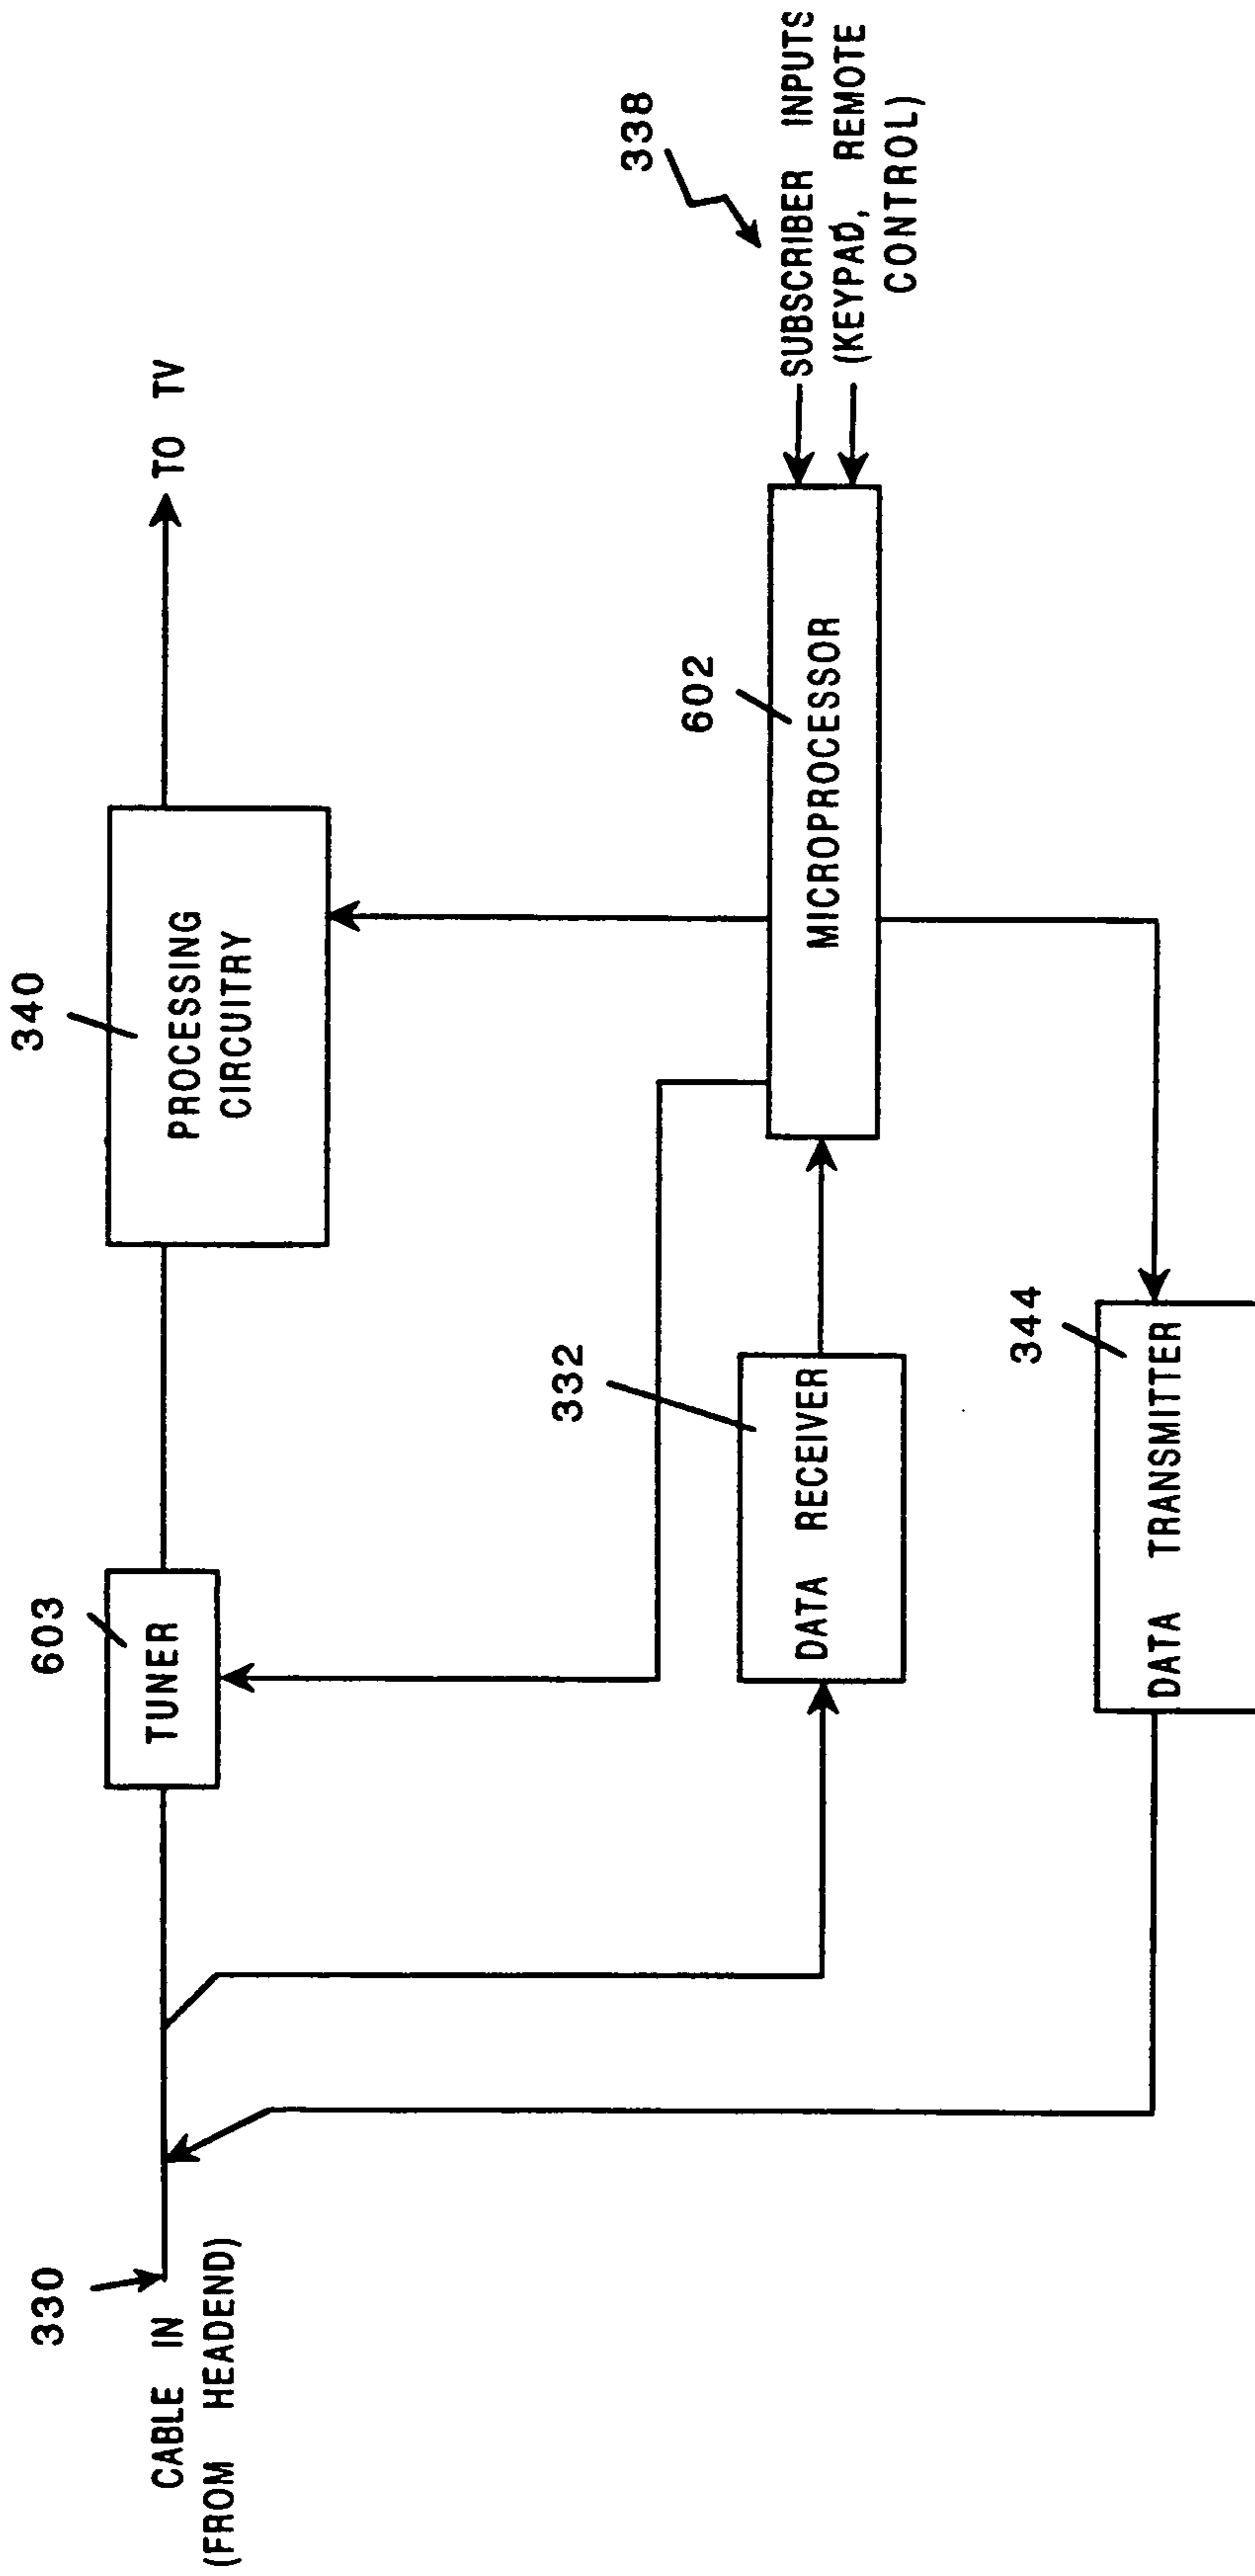 340
603
PROCESSING
CIRCUITRY
TO TV
TUNER
330
CABLE IN
(FROM HEADEND)
338
SUBSCRIBER INPUTS
(KEYPAD, REMOTE
CONTROL)
602
MICROPROCESSOR
332
DATA RECEIVER
344
DATA TRANSMITTER